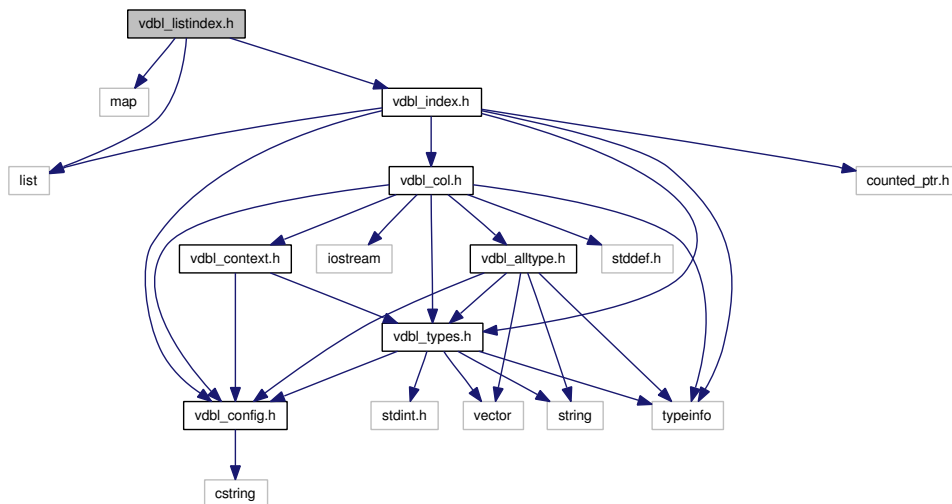 vdbl_listindex.h
map
vdbl_index.h
list
vdbl_col.h
counted_ptr.h
vdbl_context.h
iostream
vdbl_alltype.h
stddef.h
vdbl_types.h
vdbl_config.h
stdint.h
vector
string
typeinfo
cstring